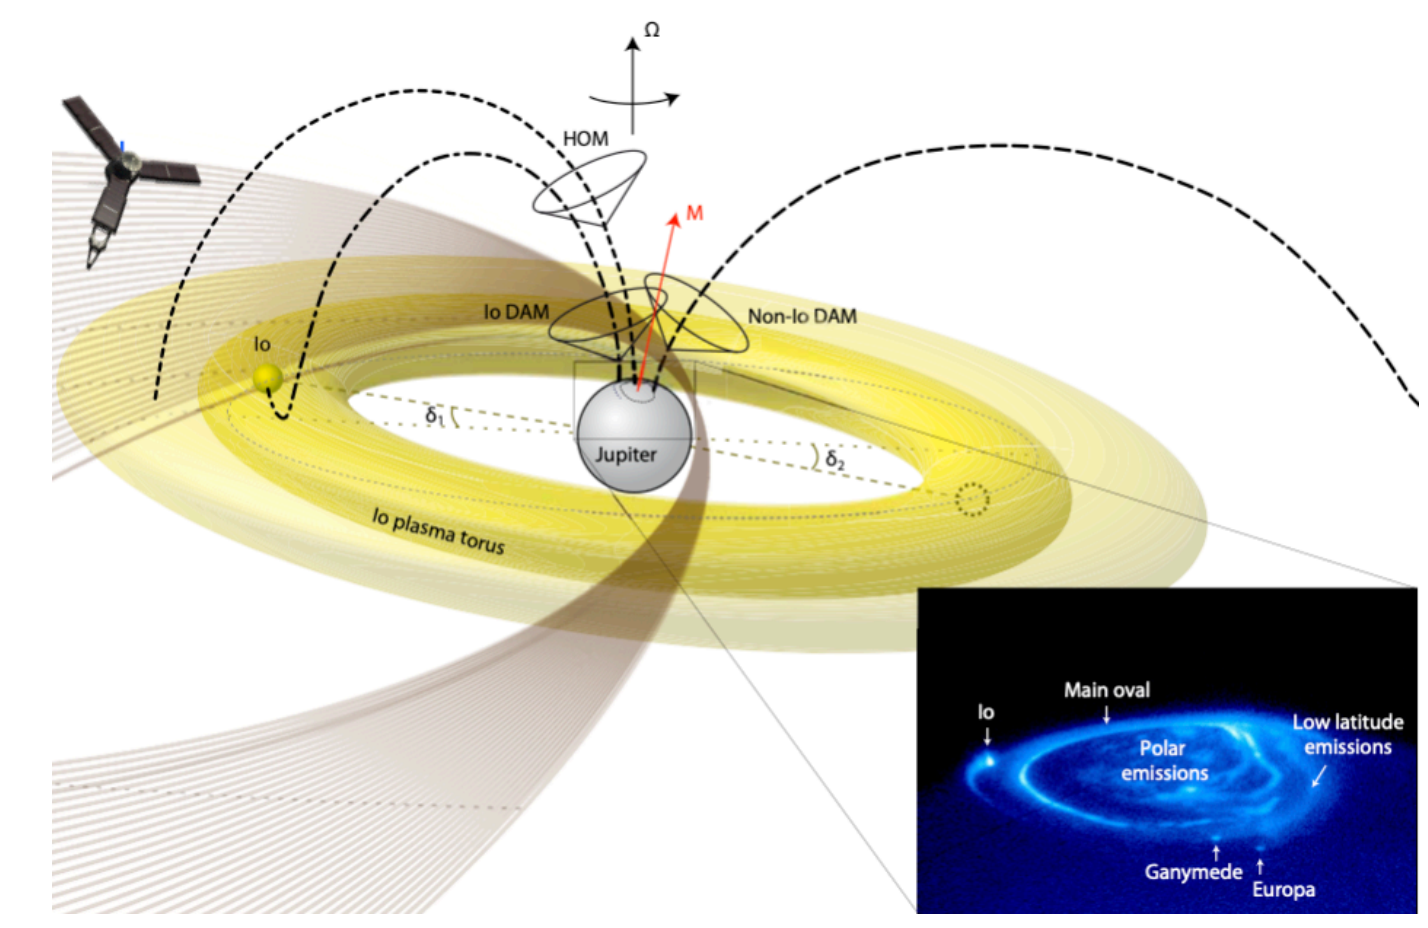 Ω
HOM
M
Io DAM
Non-Io DAM
Io
δ1
Jupiter
δ2
Io plasma torus
Main oval
Io
Low latitude
emissions
Polar
emissions
Ganymede
Europa